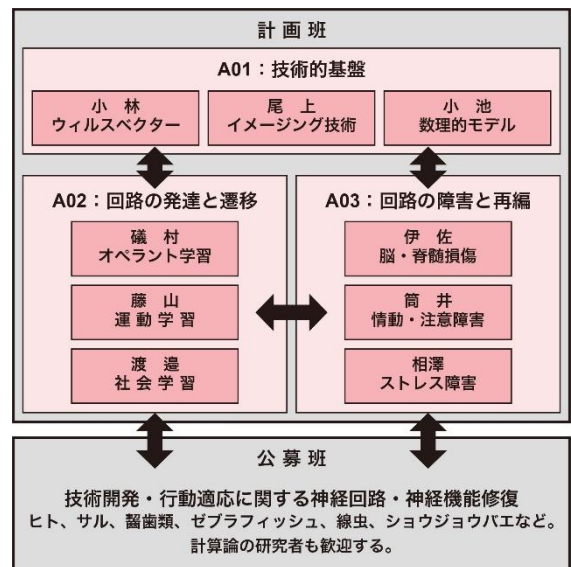 計画班
A01：技術的基盤
小林
ウィルスベクター
尾上
イメージング技術
小池
数理的モデル
A02：回路の発達と遷移
礒村
オペラント学習
藤山
運動学習
渡邉
社会学習
A03：回路の障害と再編
伊佐
脳・脊髄損傷
筒井
情動・注意障害
相澤
ストレス障害
公募班
技術開発・行動適応に関する神経回路・神経機能修復
ヒト、サル、齧歯類、ゼブラフィッシュ、線虫、ショウジョウバエなど。
計算論の研究者も歓迎する。